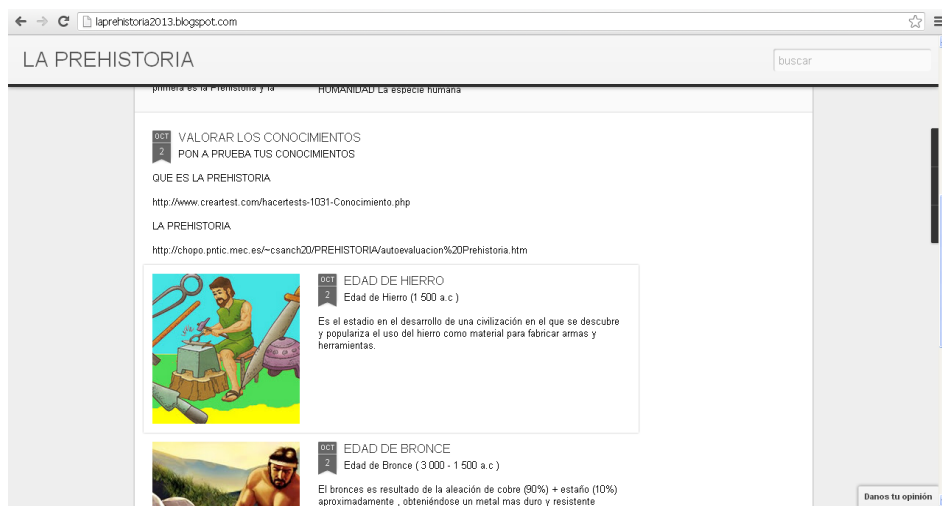 laprehistoria2013.blogspot.com
LA PREHISTORIA
buscar
primera es la Prehistoria y la
HUMANIDAD La especie humana
OCT
2
VALORAR LOS CONOCIMIENTOS
PON A PRUEBA TUS CONOCIMIENTOS
QUE ES LA PREHISTORIA
http://www.creartest.com/hacertests-1031-Conocimiento.php
LA PREHISTORIA
http://chopo.pntic.mec.es/~csanch20/PREHISTORIA/autoevaluacion%20Prehistoria.htm
OCT
2
EDAD DE HIERRO
Edad de Hierro (1 500 a.c )
Es el estadio en el desarrollo de una civilización en el que se descubre
y populariza el uso del hierro como material para fabricar armas y
herramientas.
OCT
2
EDAD DE BRONCE
Edad de Bronce ( 3 000 - 1 500 a.c )
El bronces es resultado de la aleación de cobre (90%) + estaño (10%)
aproximadamente , obteniéndose un metal mas duro y resistente
Danos tu opinión